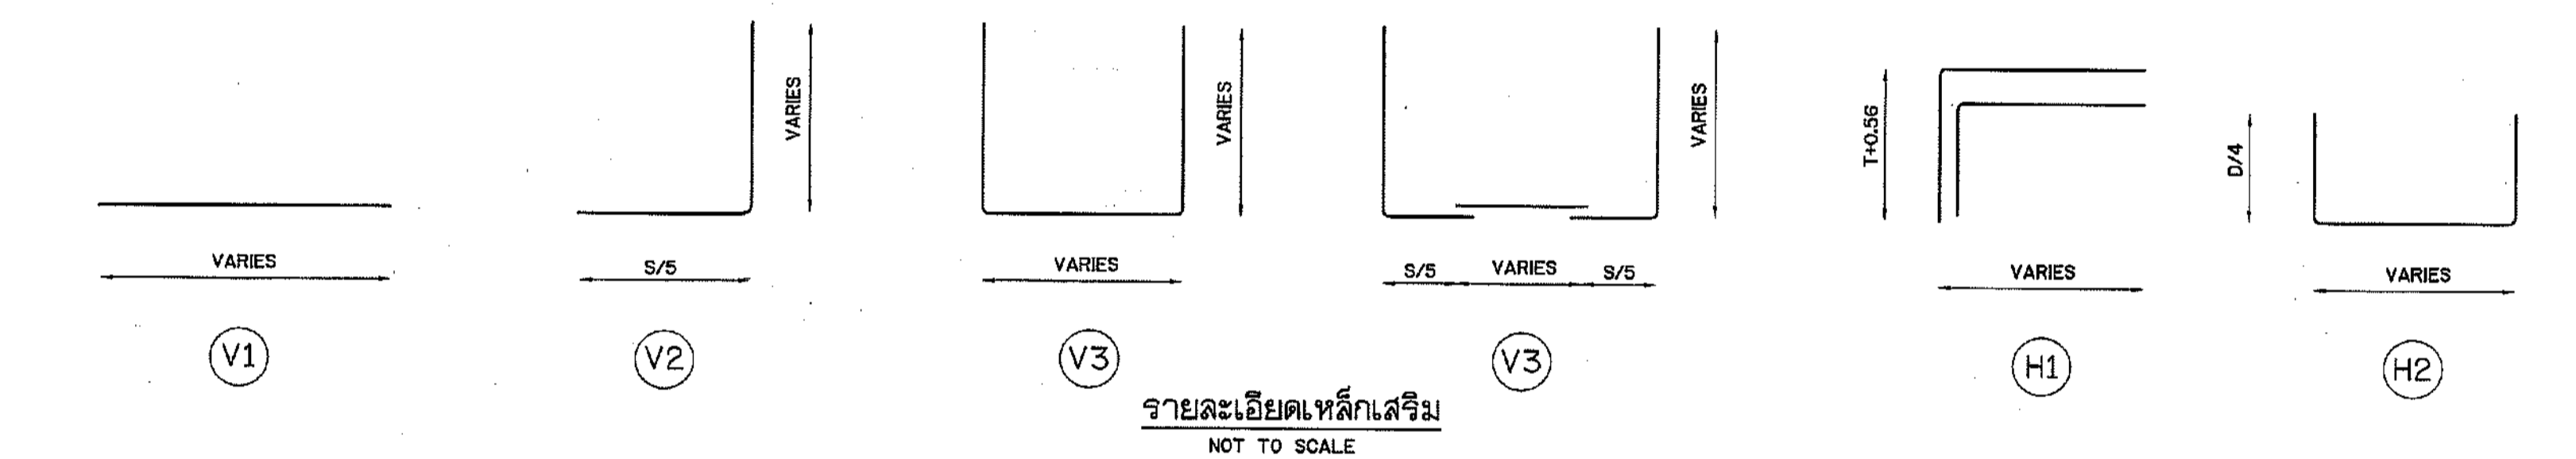 VARIES
VARIES
S/5
V1
V2
VARIES
VARIES
V3
VARIES
S/5 VARIES S/5
V3
T+0.56
VARIES
H1
D/4
VARIES
H2
รายละเอียดเหล็กเสริม
NOT TO SCALE